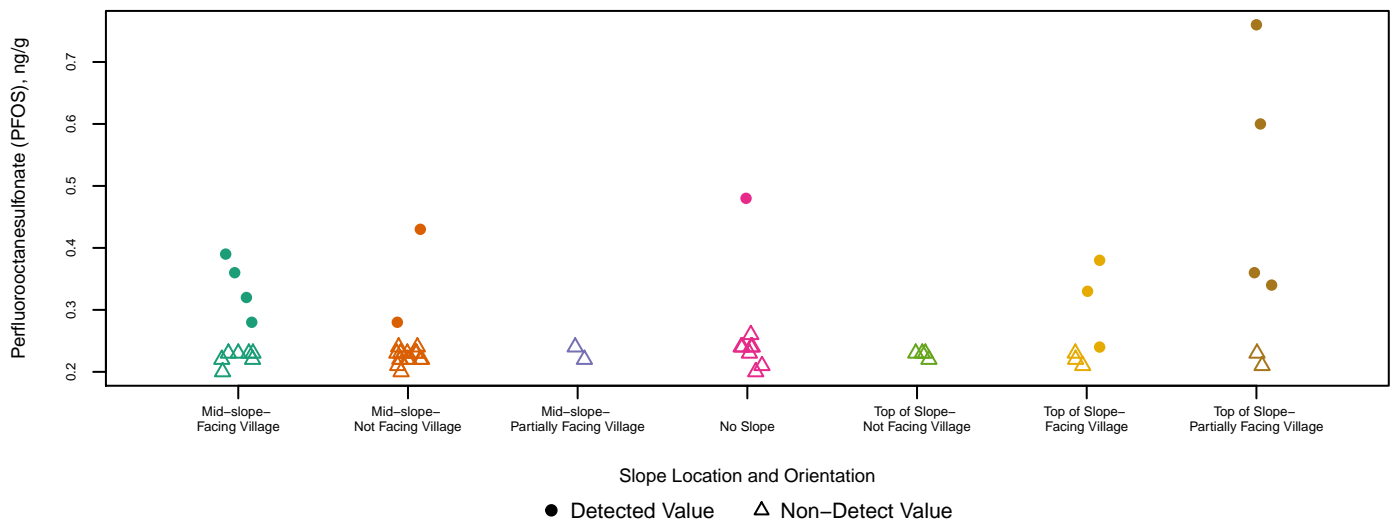 Perfluorooctanesulfonate (PFOS), ng/g
0.7
0.6
0.5
0.4
0.3
0.2
Mid−slope−
Facing Village
Mid−slope−
Not Facing Village
Mid−slope−
Partially Facing Village
No Slope
Top of Slope−
Not Facing Village
Top of Slope−
Facing Village
Top of Slope−
Partially Facing Village
Slope Location and Orientation
Detected Value
Non−Detect Value